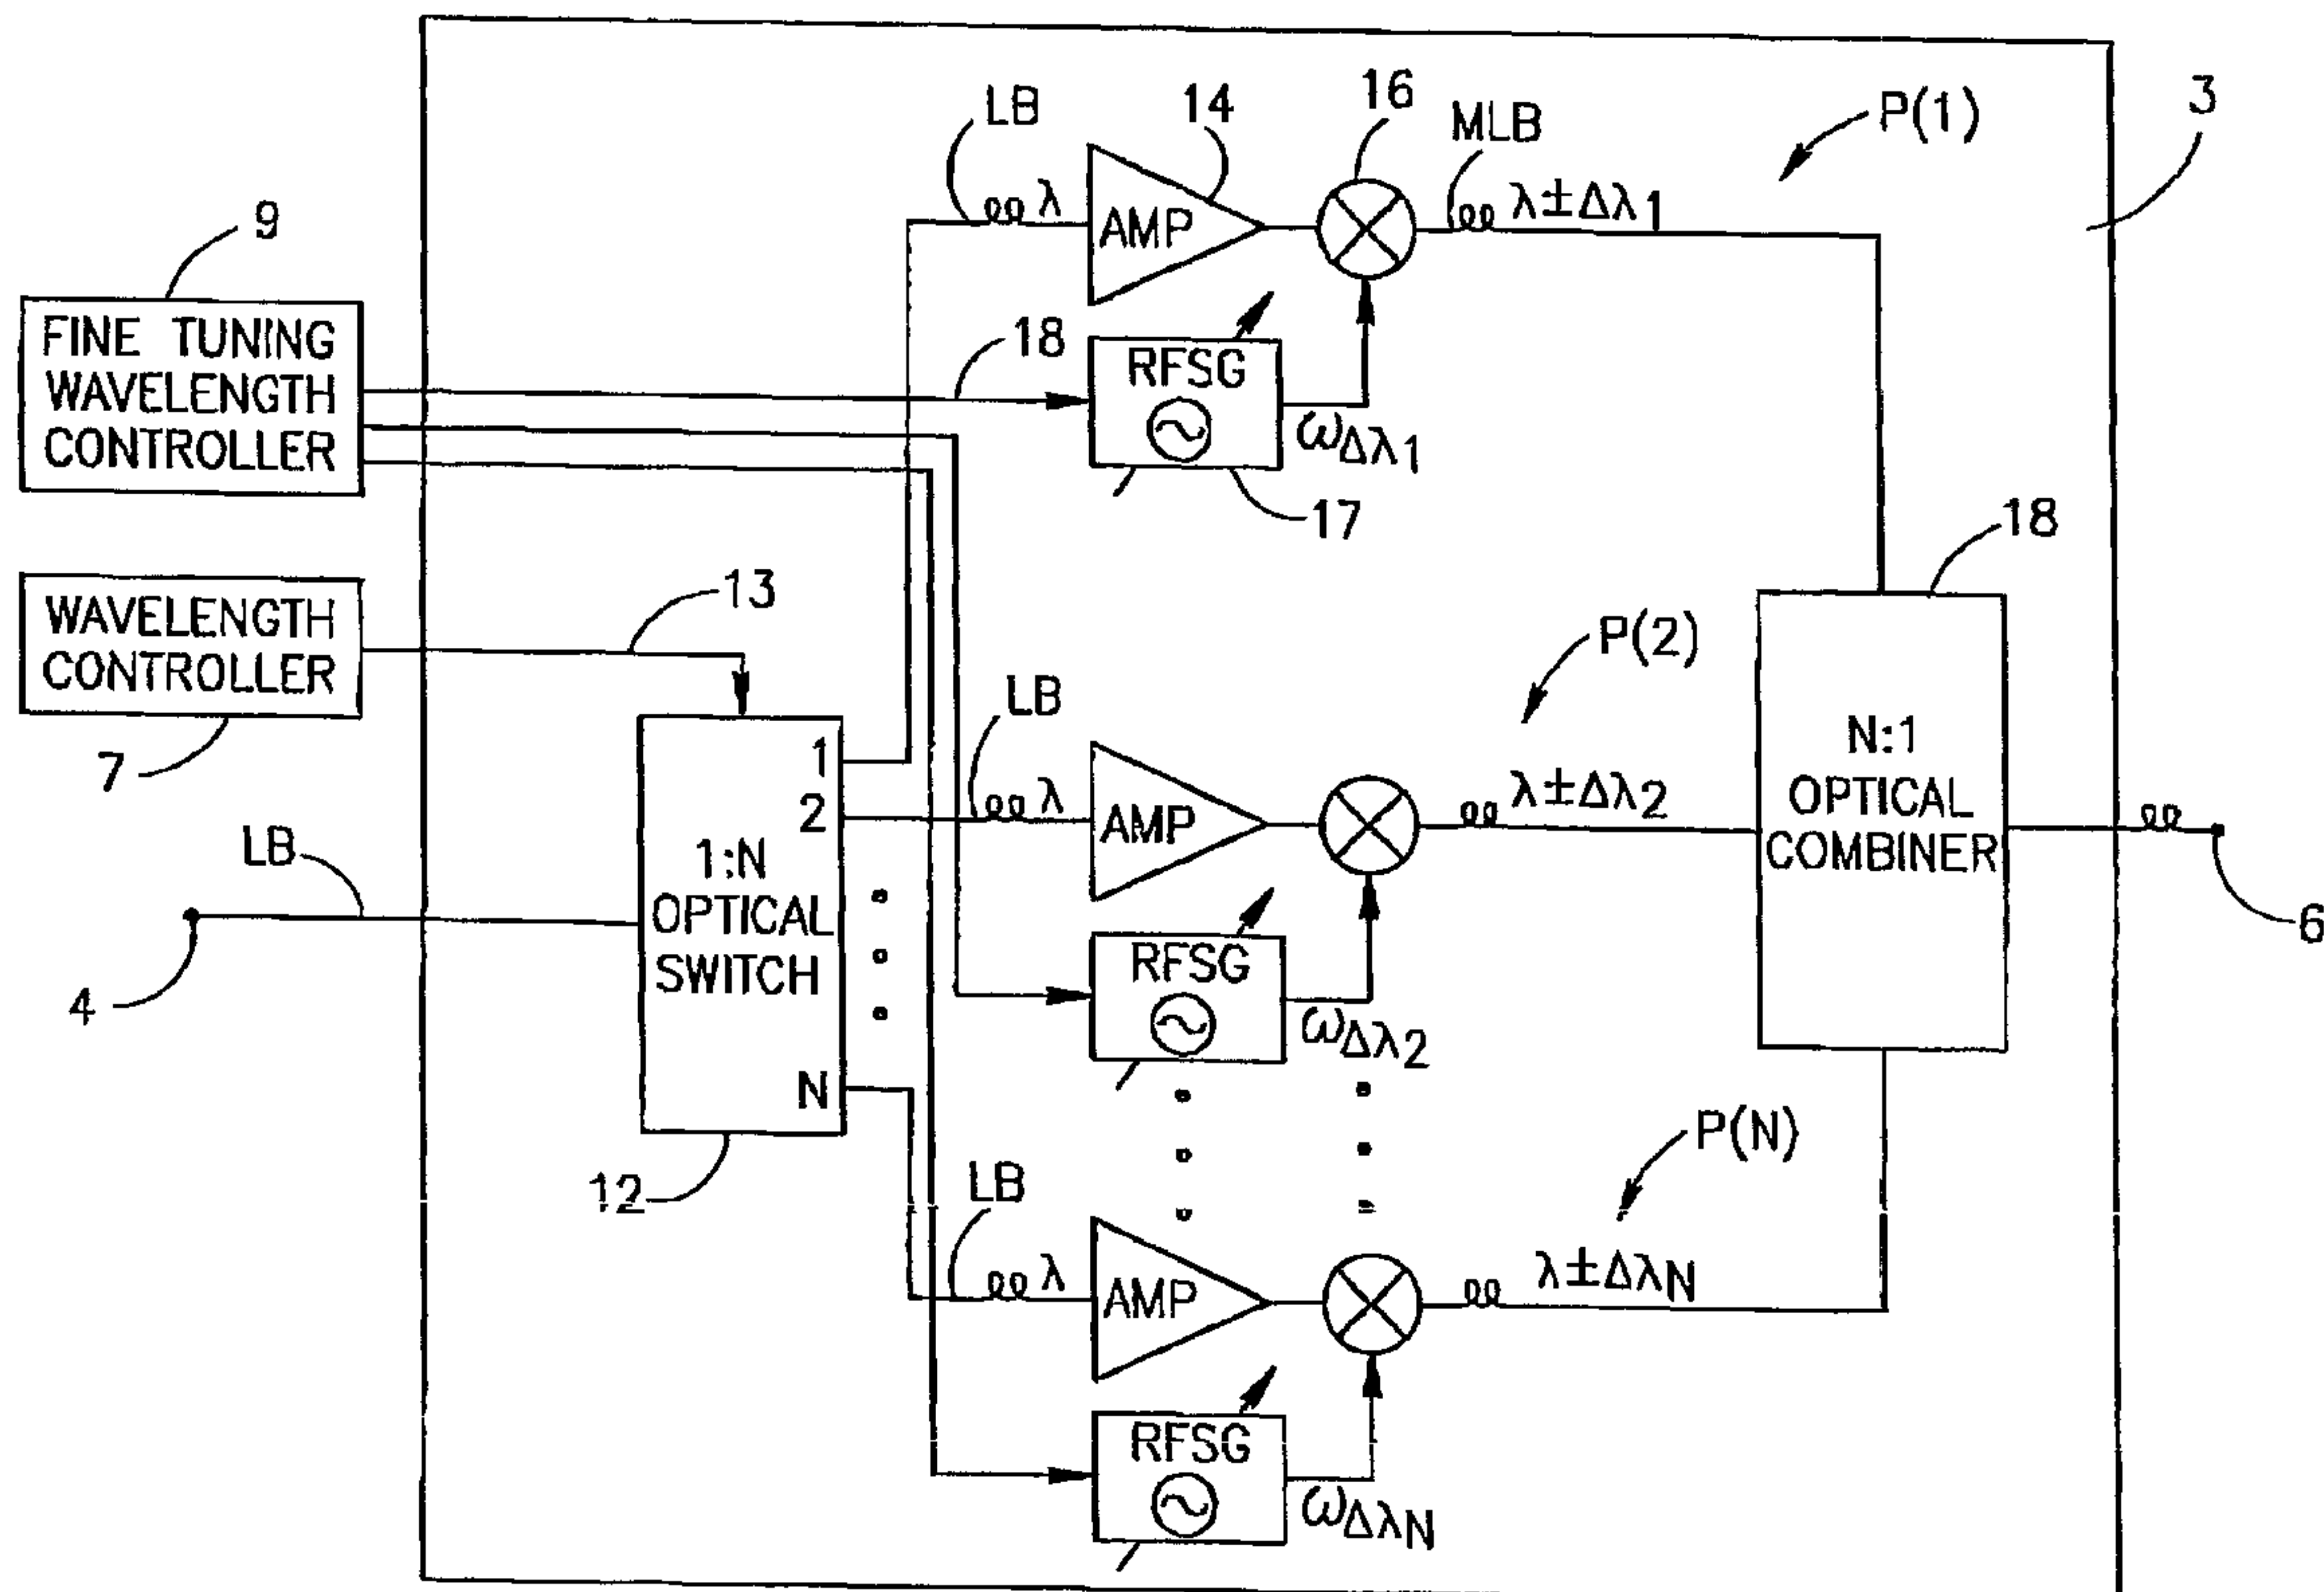 LB
14
16
MLB
P(1)
3
λ
AMP
λ±Δλ1
9
FINE TUNING
WAVELENGTH
CONTROLLER
18
RFSG
ωΔλ1
17
18
WAVELENGTH
CONTROLLER
7
13
P(2)
LB
1
2
1:N
OPTICAL
SWITCH
N
12
LB
4
λ
AMP
λ±Δλ2
N:1
OPTICAL
COMBINER
6
RFSG
ωΔλ2
P(N)
LB
λ
AMP
λ±ΔλN
RFSG
ωΔλN